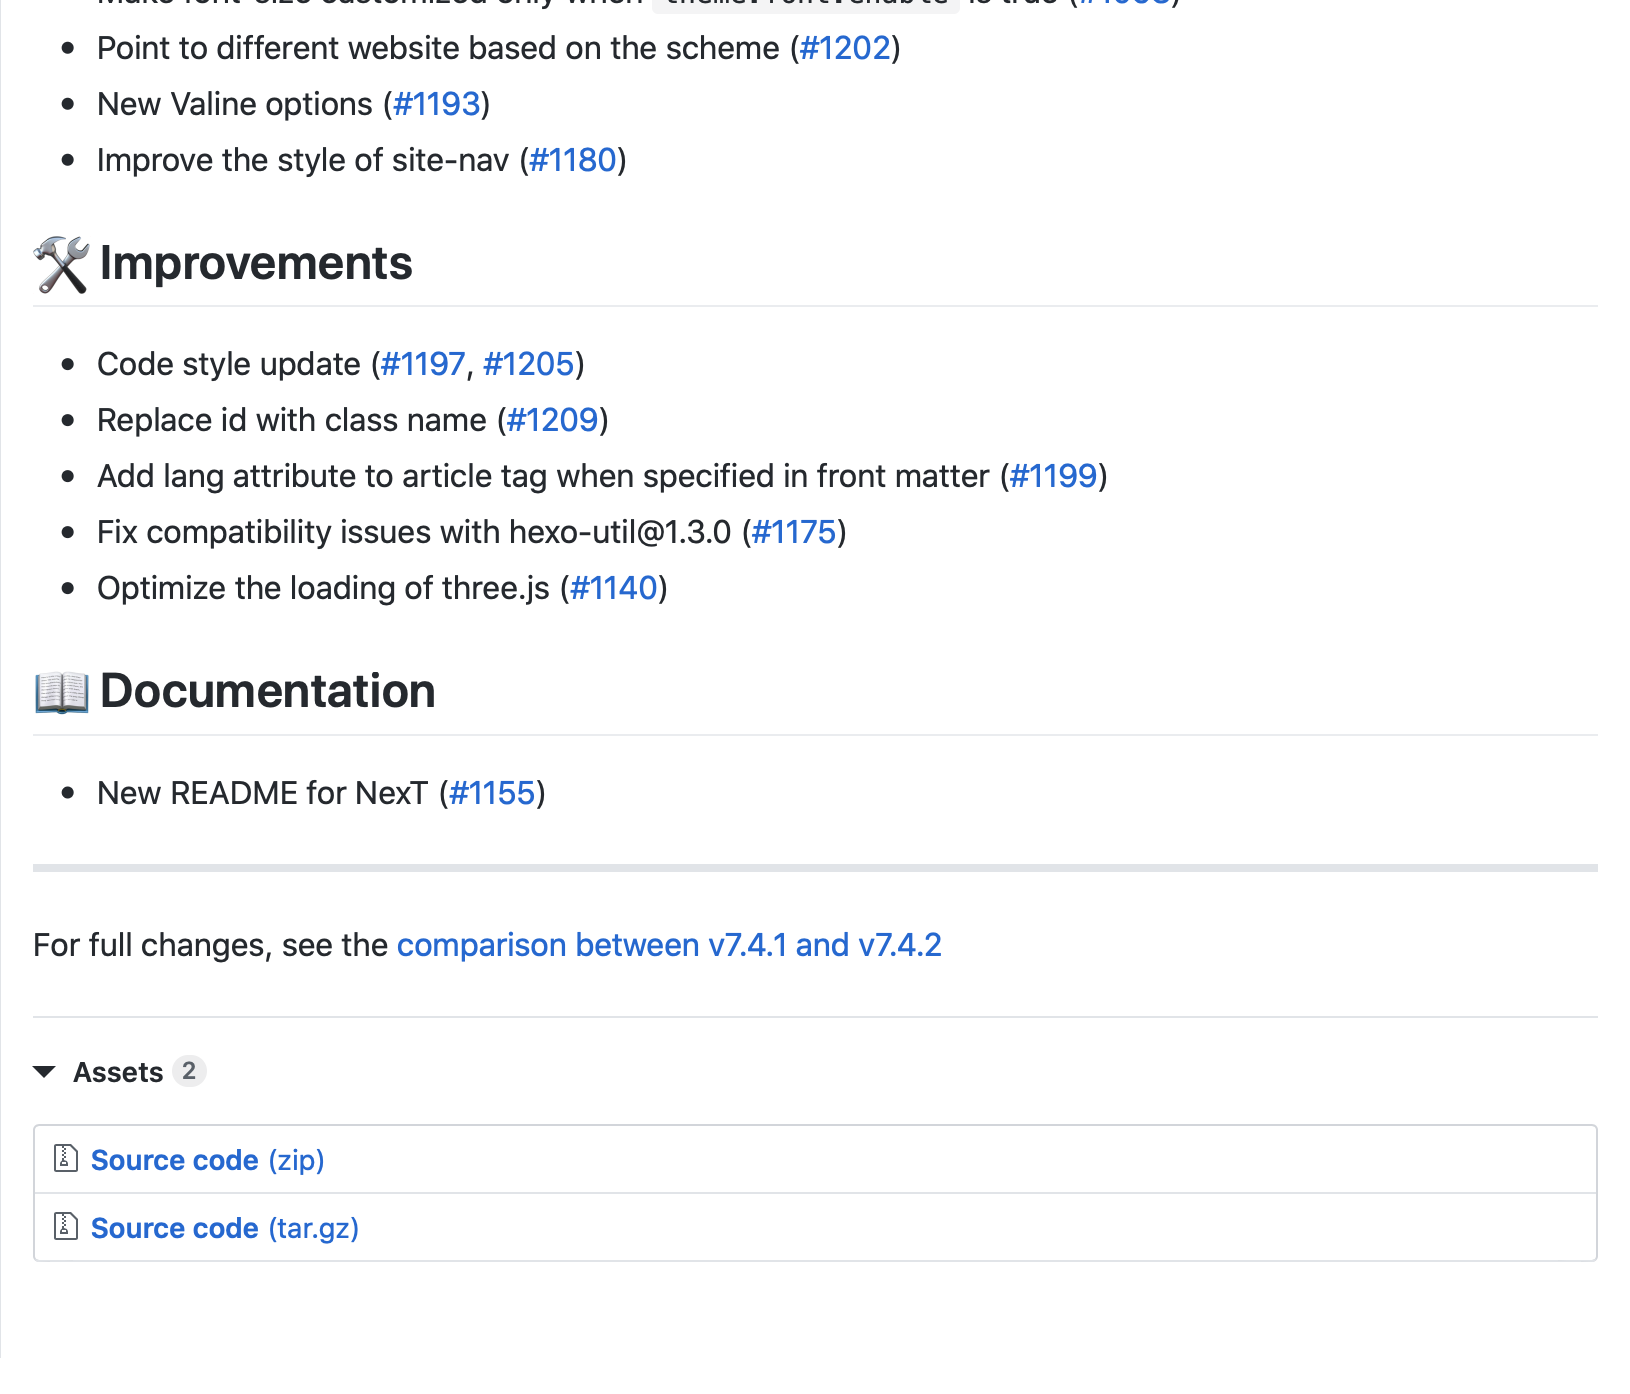 Make font-size customized only when theme.font.enable is true
Point to different website based on the scheme (#1202)
New Valine options (#1193)
Improve the style of site-nav (#1180)
🛠 Improvements
Code style update (#1197, #1205)
Replace id with class name (#1209)
Add lang attribute to article tag when specified in front matter (#1199)
Fix compatibility issues with hexo-util@1.3.0 (#1175)
Optimize the loading of three.js (#1140)
📖 Documentation
New README for NexT (#1155)
For full changes, see the comparison between v7.4.1 and v7.4.2
Assets 2
Source code (zip)
Source code (tar.gz)